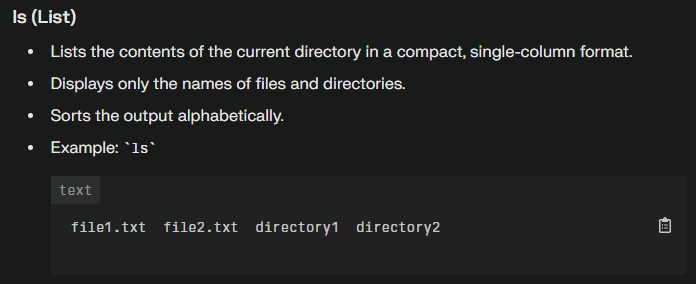 ls (List)
• Lists the contents of the current directory in a compact, single-column format.
• Displays only the names of files and directories.
• Sorts the output alphabetically.
• Example: `ls`
text
file1.txt  file2.txt  directory1  directory2